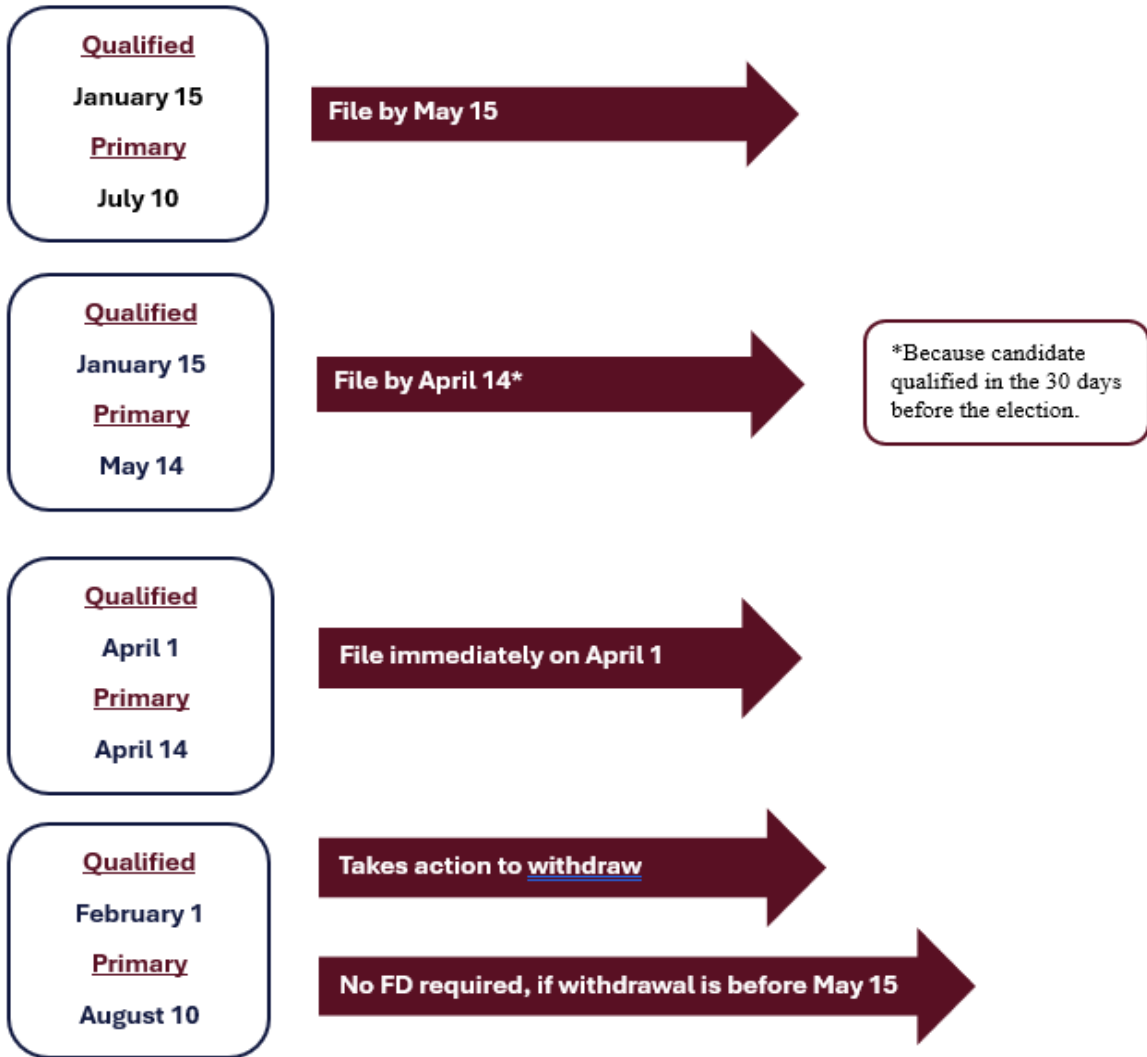 Qualified
January 15
Primary
July 10
File by May 15
Qualified
January 15
Primary
May 14
File by April 14*
*Because candidate
qualified in the 30 days
before the election.
Qualified
April 1
Primary
April 14
File immediately on April 1
Qualified
February 1
Primary
August 10
Takes action to withdraw
No FD required, if withdrawal is before May 15